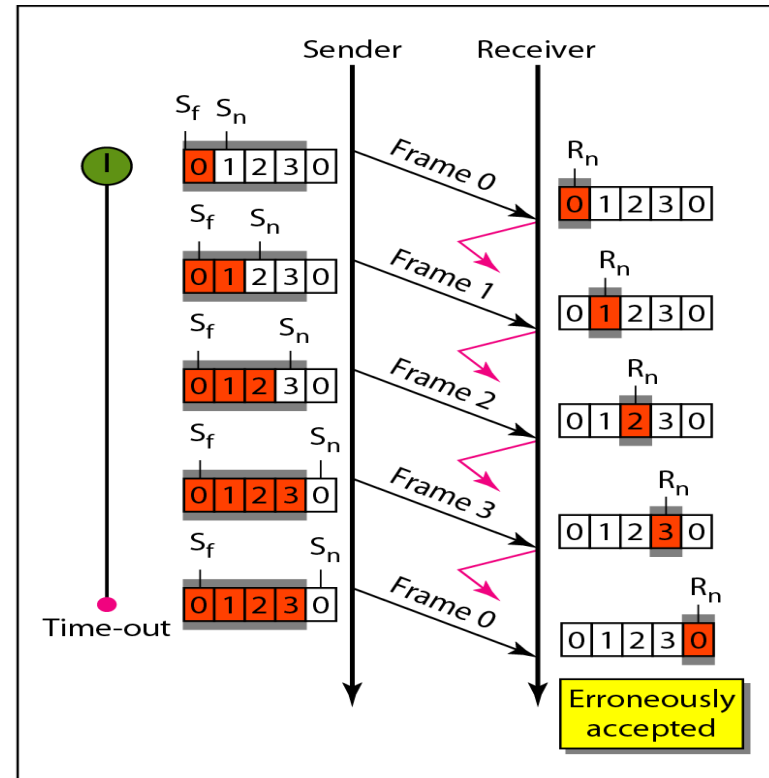 Sender Receiver
Sf Sn
I
0 1 2 3 0
Frame 0
Rn
0 1 2 3 0
Sf Sn
0 1 2 3 0
Frame 1
Rn
0 1 2 3 0
Sf Sn
0 1 2 3 0
Frame 2
Rn
0 1 2 3 0
Sf Sn
0 1 2 3 0
Frame 3
Rn
0 1 2 3 0
Sf Sn
0 1 2 3 0
Frame 0
Rn
0 1 2 3 0
Time-out
Erroneously
accepted